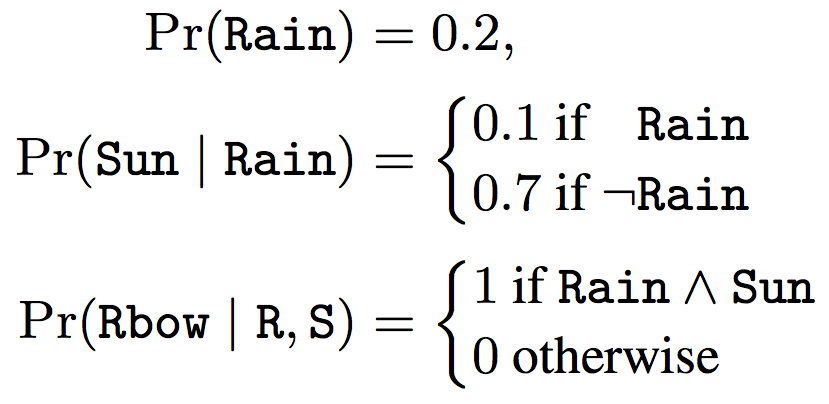 Pr(Rain) = 0.2,
Pr(Sun | Rain) = { 0.1 if Rain
0.7 if ¬Rain
Pr(Rbow | R, S) = { 1 if Rain ∧ Sun
0 otherwise